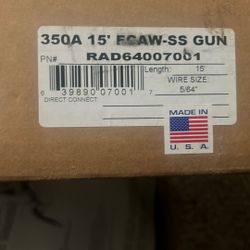 350A 15' FCAW-SS GUN
PN# RAD64007001
Length: 15'
WIRE SIZE:
5/64"
6 39890 07001 7
DIRECT CONNECT
MADE IN
U.S.A.